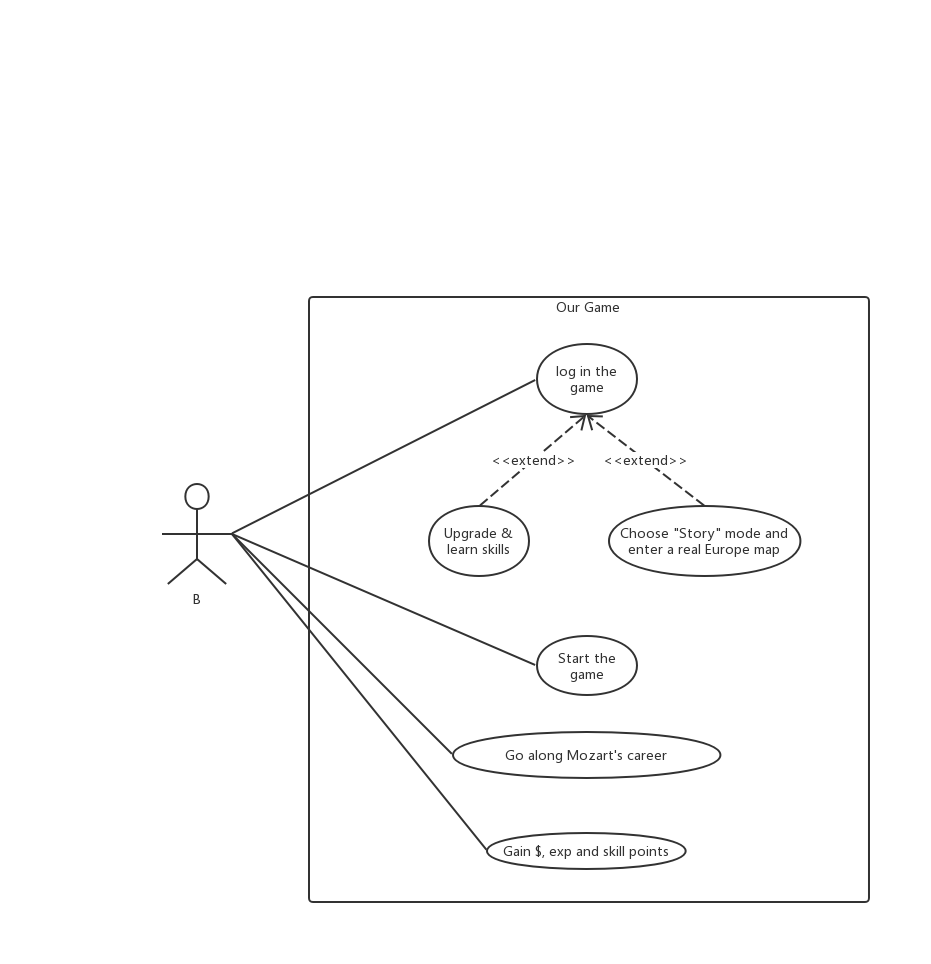 Our Game
log in the
game
<<extend>>
<<extend>>
Upgrade &
learn skills
Choose "Story" mode and
enter a real Europe map
B
Start the
game
Go along Mozart's career
Gain $, exp and skill points